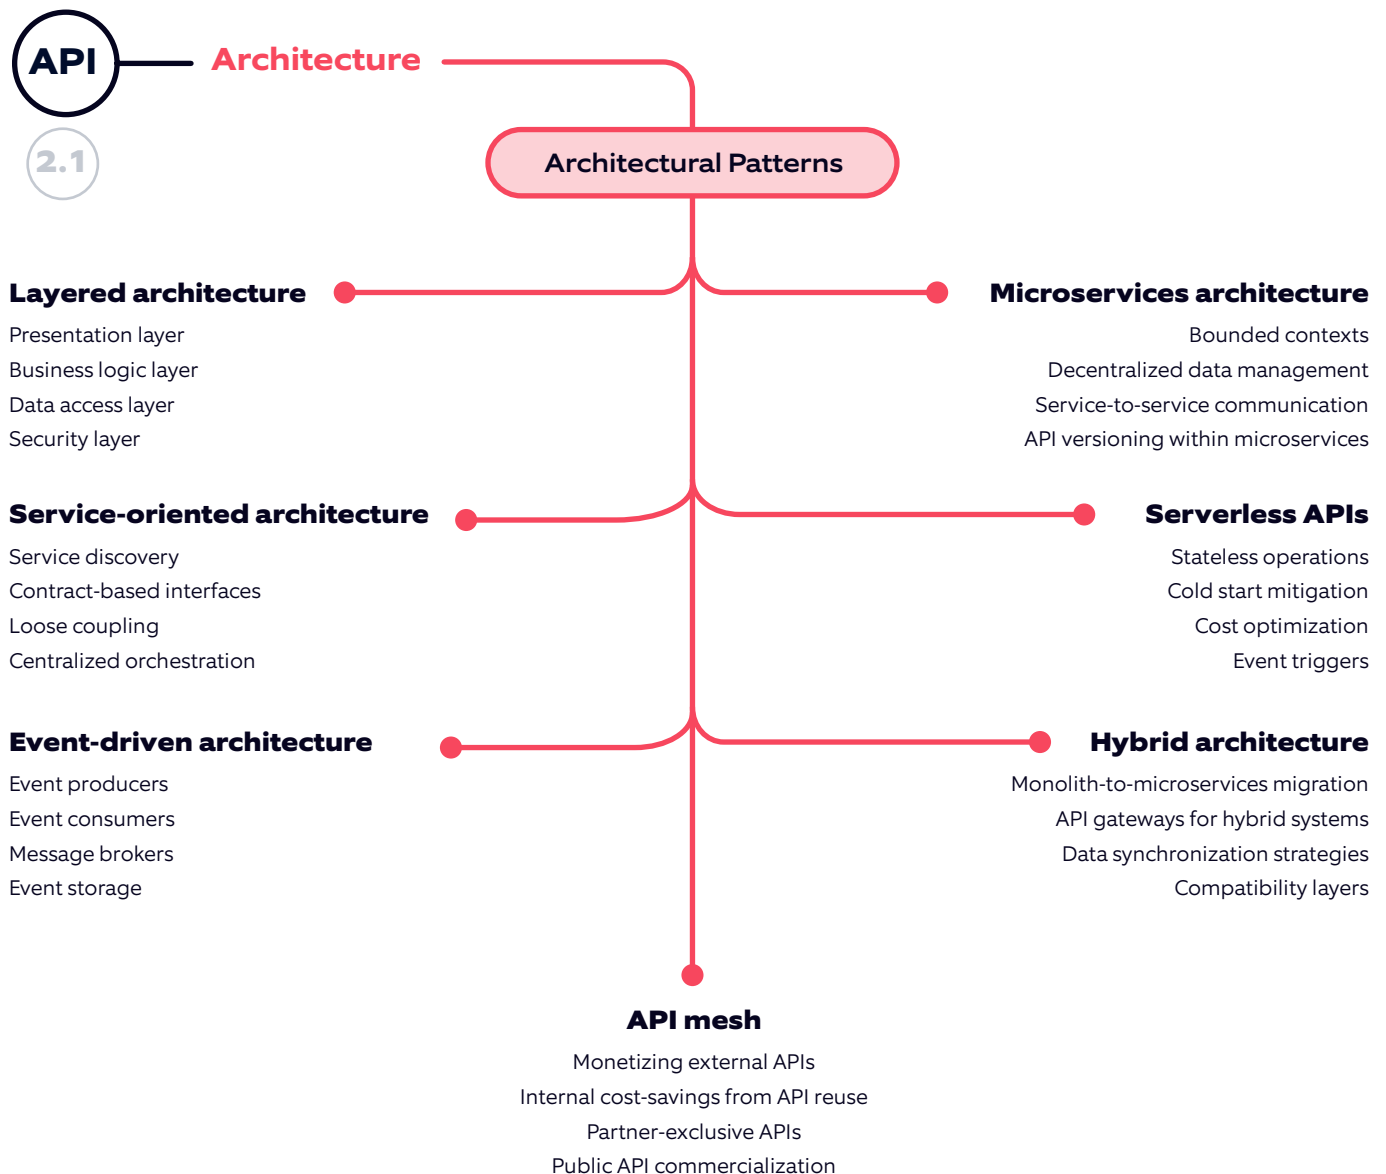 API
Architecture
2.1
Architectural Patterns
Layered architecture
Presentation layer
Business logic layer
Data access layer
Security layer
Microservices architecture
Bounded contexts
Decentralized data management
Service-to-service communication
API versioning within microservices
Service-oriented architecture
Service discovery
Contract-based interfaces
Loose coupling
Centralized orchestration
Serverless APIs
Stateless operations
Cold start mitigation
Cost optimization
Event triggers
Event-driven architecture
Event producers
Event consumers
Message brokers
Event storage
Hybrid architecture
Monolith-to-microservices migration
API gateways for hybrid systems
Data synchronization strategies
Compatibility layers
API mesh
Monetizing external APIs
Internal cost-savings from API reuse
Partner-exclusive APIs
Public API commercialization